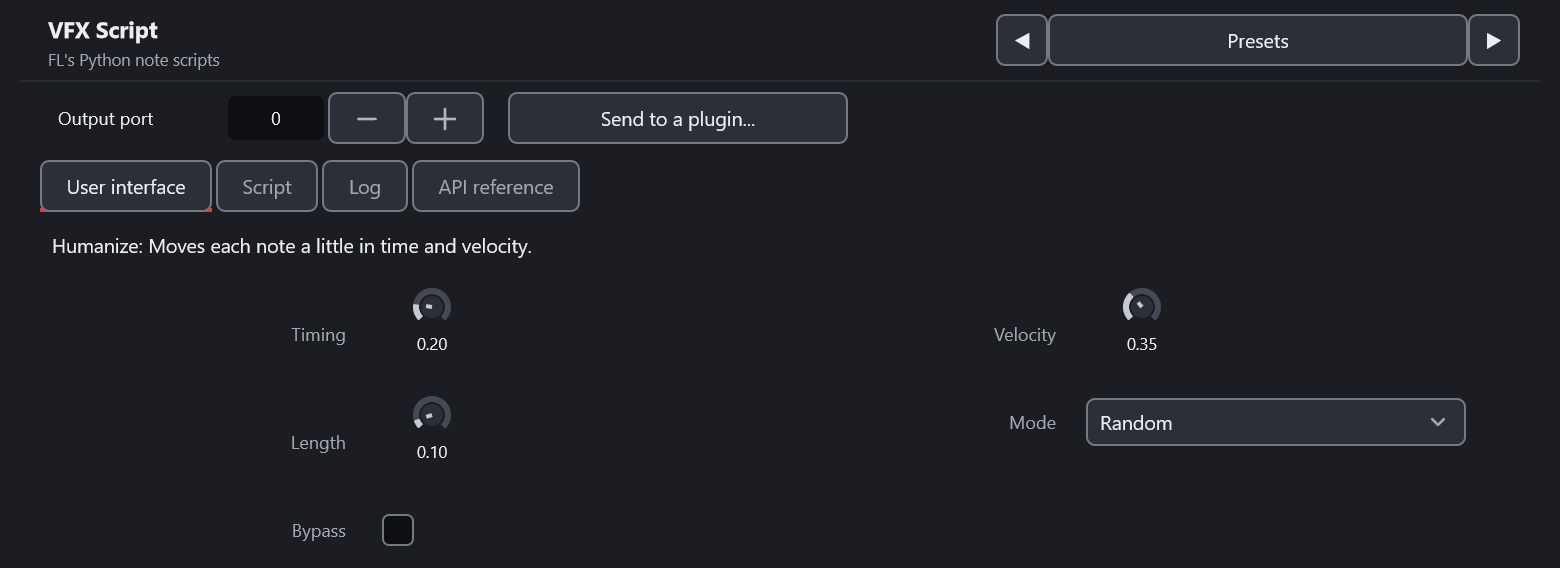 VFX Script
FL's Python note scripts
Presets
Output port
0
Send to a plugin...
User interface
Script
Log
API reference
Humanize: Moves each note a little in time and velocity.
Timing
0.20
Velocity
0.35
Length
0.10
Mode
Random
Bypass